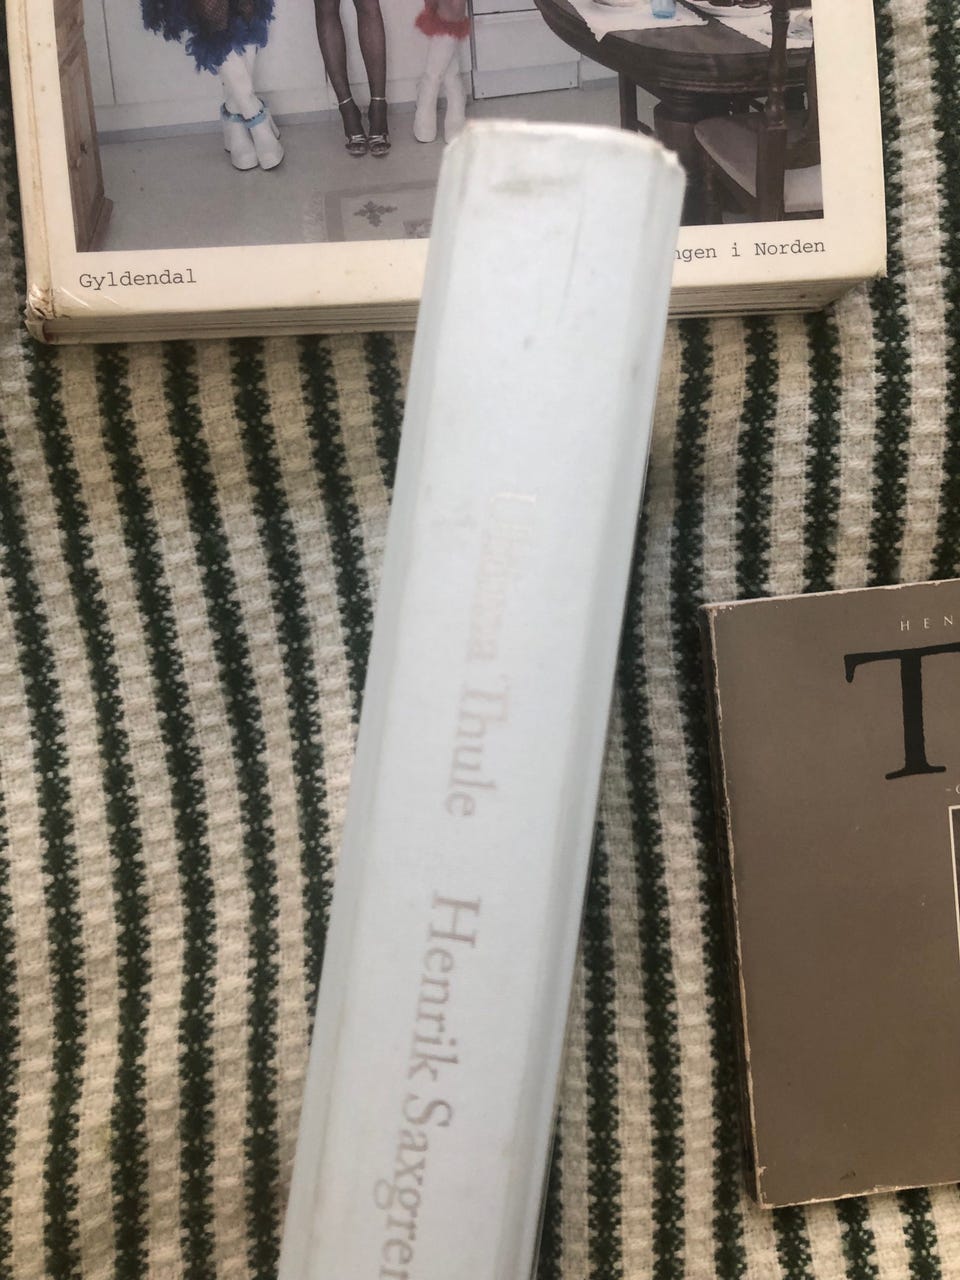 Gyldendal
ngen i Norden
Ultima Thule Henrik Saxgren
HEN
T